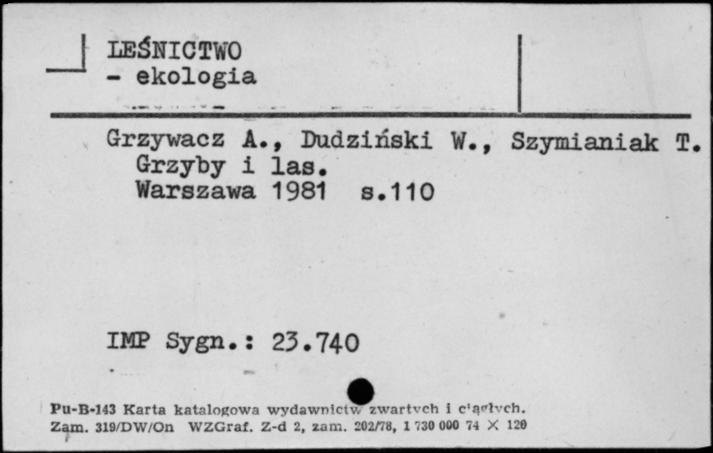 LEŚNICTWO
- ekologia
Grzywacz A., Dudziński W., Szymianiak T.
Grzyby i las.
Warszawa 1981 s.110
IMP Sygn.: 23.740
Pu-B-143 Karta katalogowa wydawnictw zwartych i ciągłych.
Zam. 319/DW/On WZGraf. Z-d 2, zam. 202/78, 1 730 000 74 X 120